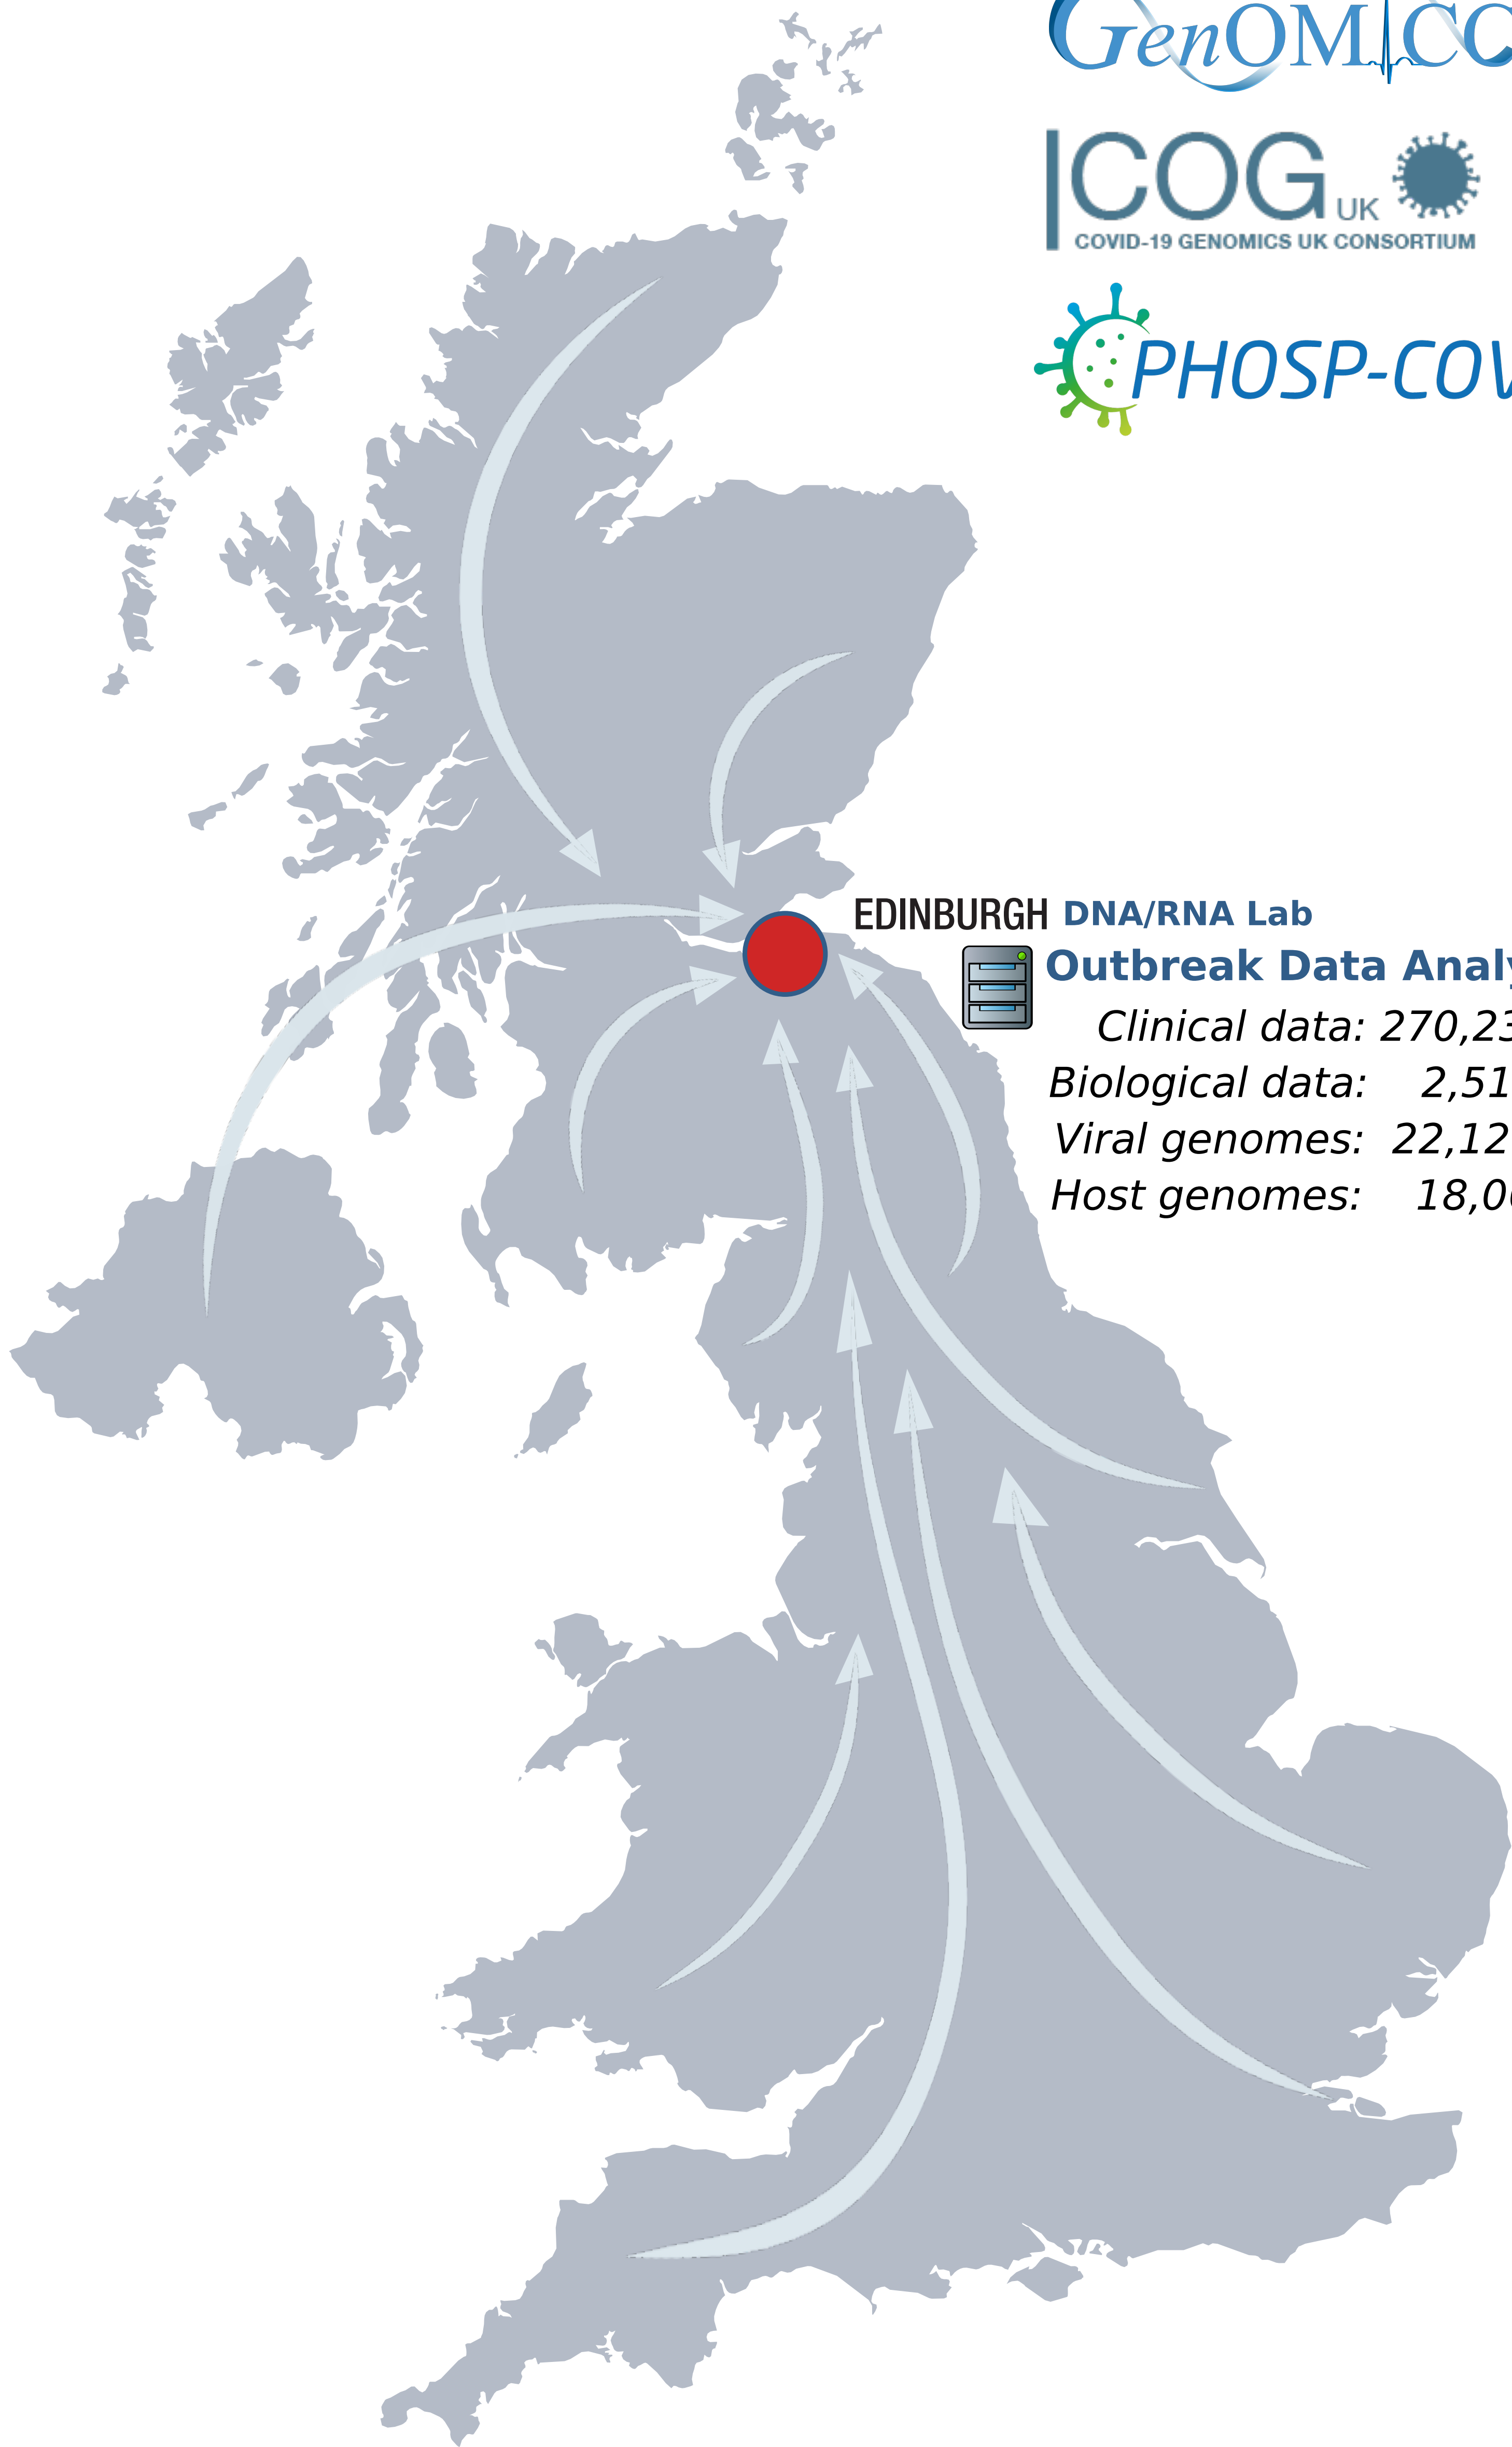 GenOMICC
COG UK
COVID-19 GENOMICS UK CONSORTIUM
PHOSP-COV
EDINBURGH DNA/RNA Lab
Outbreak Data Analy
Clinical data: 270,23
Biological data: 2,51
Viral genomes: 22,12
Host genomes: 18,00